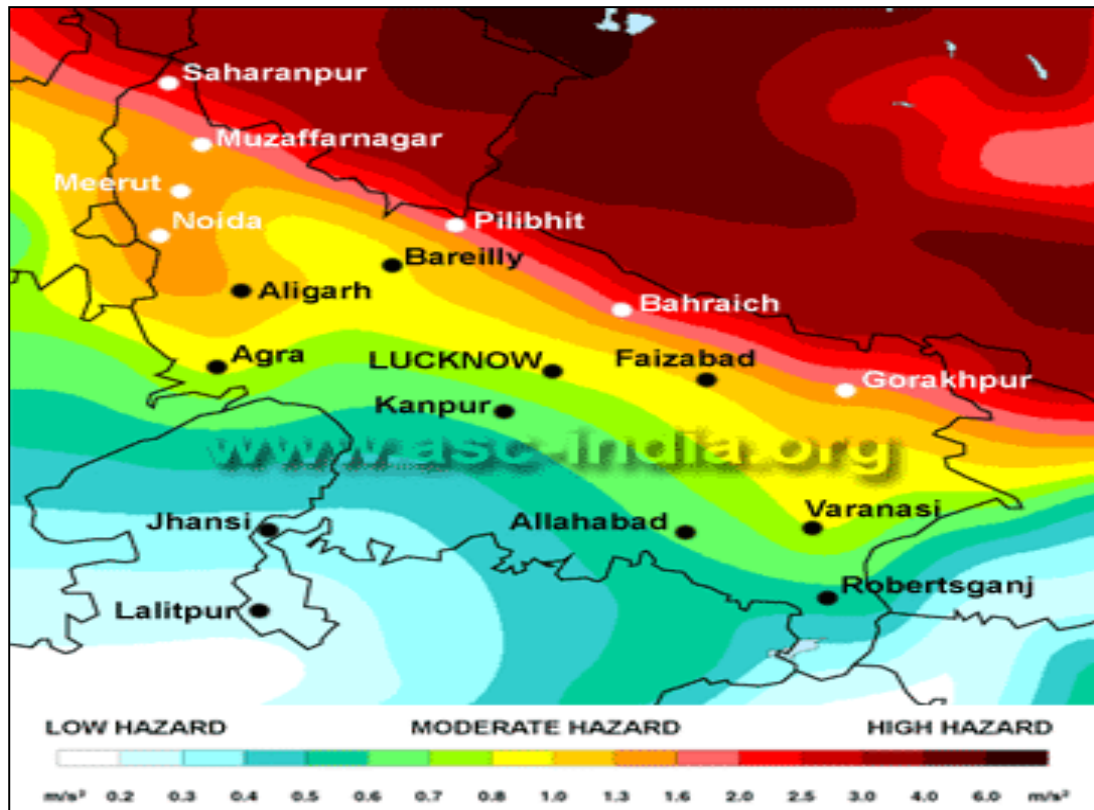 Saharanpur
Muzaffarnagar
Meerut
Noida
Pilibhit
Bareilly
Aligarh
Bahraich
Agra
LUCKNOW
Faizabad
Gorakhpur
Kanpur
www.asc-india.org
Jhansi
Allahabad
Varanasi
Lalitpur
Robertsganj
LOW HAZARD MODERATE HAZARD HIGH HAZARD
m/s² 0.2 0.3 0.4 0.5 0.6 0.7 0.8 1.0 1.3 1.6 2.0 2.5 3.0 4.0 6.0 m/s²